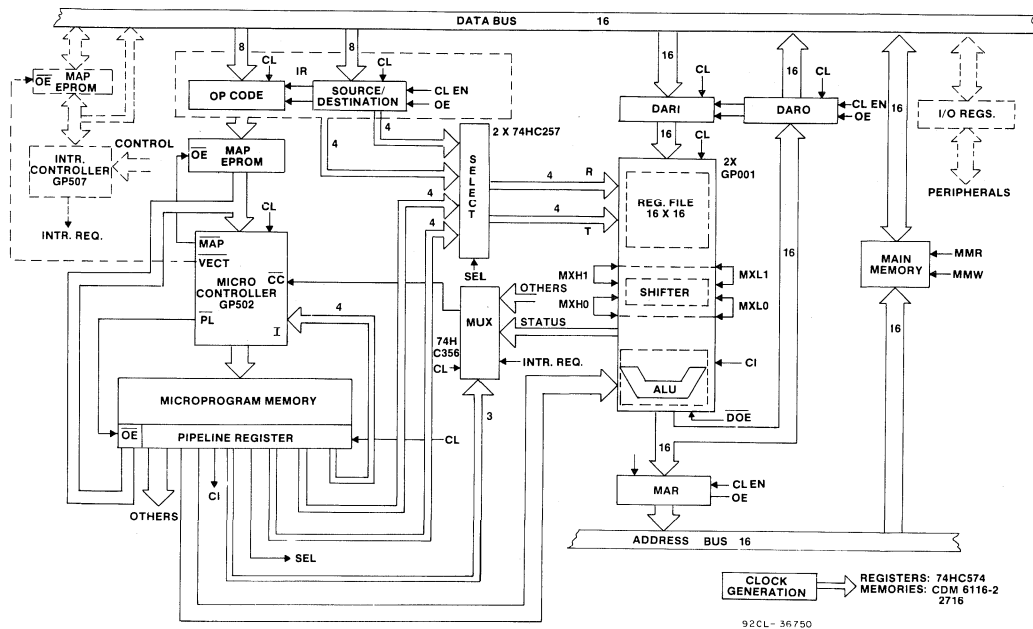 DATA BUS 16
8
8
16
16
16
CL
IR
CL
OE
MAP
EPROM
OP CODE
SOURCE/
DESTINATION
CL EN
OE
CL
DARI
CL
DARO
CL EN
OE
I/O REGS.
PERIPHERALS
4
4
2 X 74HC257
16
CL
2X
GP001
CONTROL
INTR.
CONTROLLER
GP507
INTR. REQ.
OE
MAP
EPROM
SELECT
4
R
4
T
REG. FILE
16 X 16
4
4
CL
MAP
VECT
MICRO
CONTROLLER
GP502
CC
PL
I
4
SEL
OTHERS
MUX
STATUS
74H
C356
CL
INTR. REQ.
MXH1
MXH0
SHIFTER
MXL1
MXL0
16
MAIN
MEMORY
MMR
MMW
CI
ALU
DOE
16
MICROPROGRAM MEMORY
OE
PIPELINE REGISTER
CL
3
16
OTHERS
CI
SEL
MAR
CL EN
OE
ADDRESS BUS 16
CLOCK
GENERATION
REGISTERS: 74HC574
MEMORIES: CDM 6116-2
2716
92CL-36750